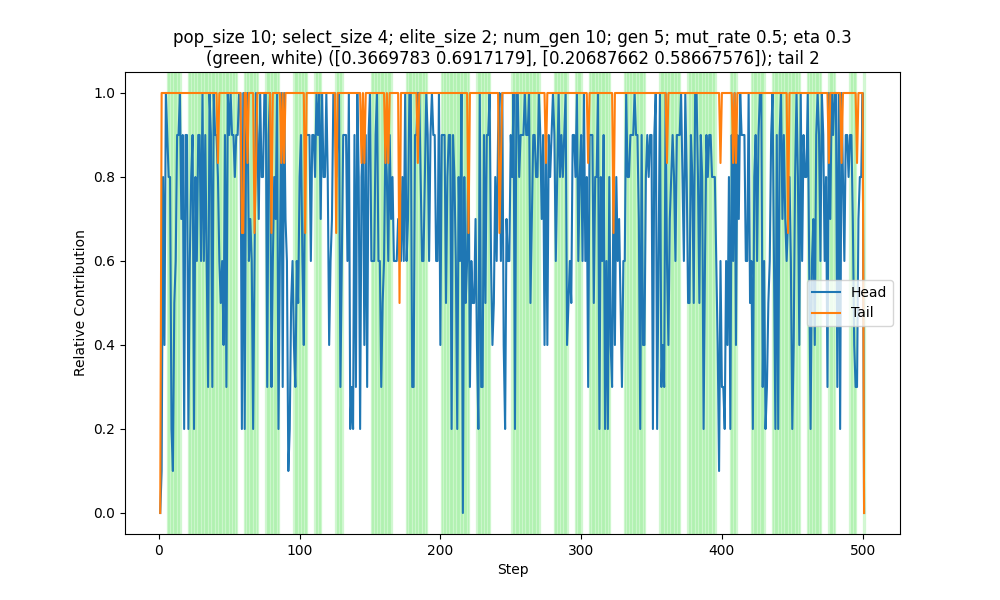 pop_size 10; select_size 4; elite_size 2; num_gen 10; gen 5; mut_rate 0.5; eta 0.3
(green, white) ([0.3669783 0.6917179], [0.20687662 0.58667576]); tail 2
1.0
0.8
0.6
0.4
0.2
0.0
Relative Contribution
Head
Tail
0 100 200 300 400 500
Step